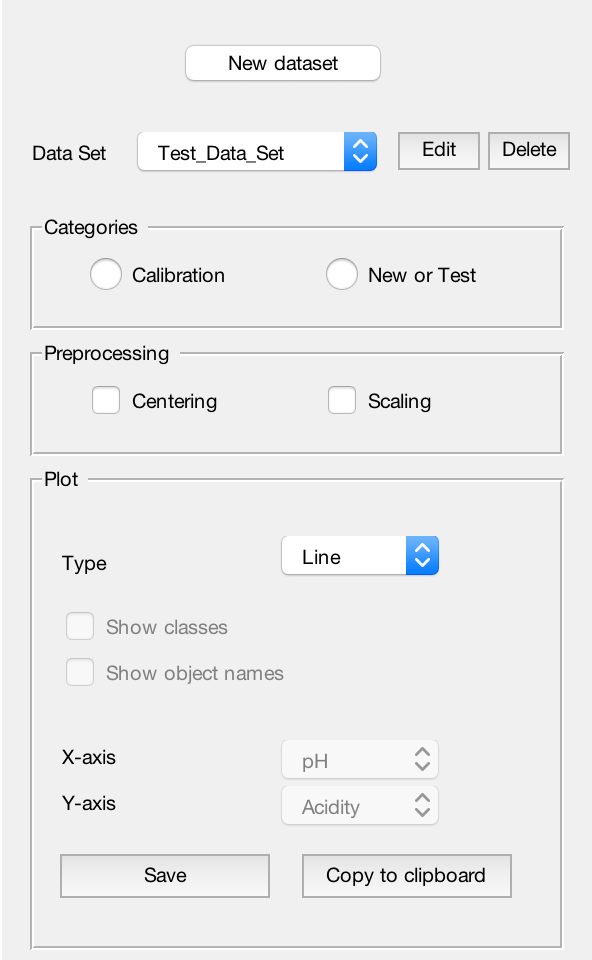 New dataset
Data Set Test_Data_Set Edit Delete
Categories
Calibration New or Test
Preprocessing
Centering Scaling
Plot
Type Line
Show classes
Show object names
X-axis pH
Y-axis Acidity
Save Copy to clipboard